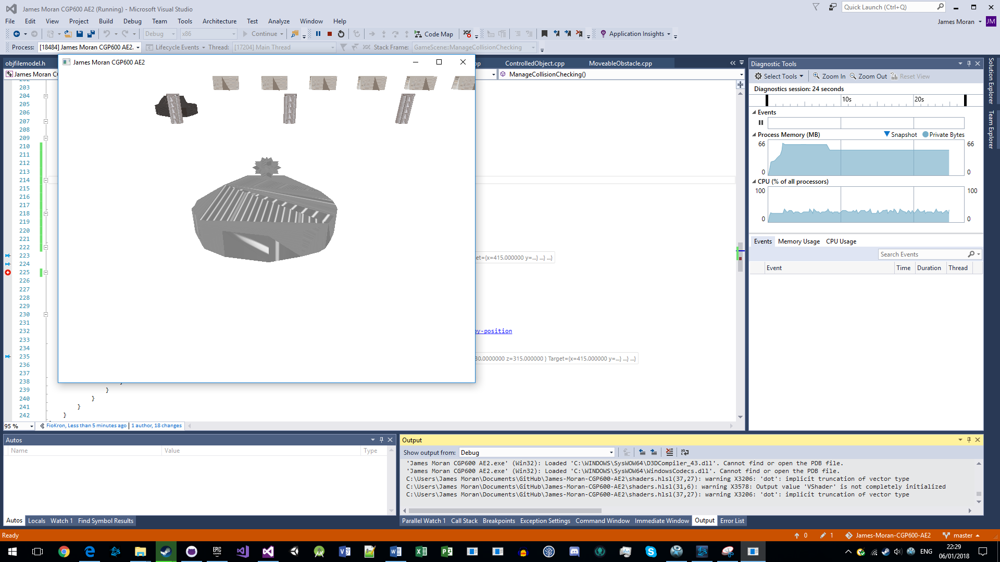 James Moran CGP600 AE2 (Running) - Microsoft Visual Studio
Quick Launch (Ctrl+Q)
File Edit View Project Build Debug Team Tools Architecture Test Analyze Window Help
James Moran JM
Debug x86 Continue Code Map Application Insights
Process: [18484] James Moran CGP600 AE2. Lifecycle Events Thread: [17204] Main Thread Stack Frame: GameScene::ManageCollisionChecking
objfilemodel.h
James Moran CGP600 AE2
pp ControlledObject.cpp MoveableObstacle.cpp
James Moran C
ManageCollisionChecking()
203
204
205
206
207
208
209
210
211
212
213
214
215
216
217
218
219
220
221
222
223
et={x=415.000000 y=...} ...} ...}
224
225
226
227
228
229
230
231
232
by-position
233
234
235
30.0000000 z=315.000000 } Target={x=415.000000 y=...} ...} ...}
236
237
238
239 }
240 }
241 }
242 }
95 %
FioKron, Less than 5 minutes ago | 1 author, 18 changes
Diagnostic Tools
Select Tools Zoom In Zoom Out Reset View
Diagnostics session: 24 seconds
10s 20s
Events
Process Memory (MB) Snapshot Private Bytes
66 66
0 0
CPU (% of all processors)
100 100
0 0
Events Memory Usage CPU Usage
Search Events
Event Time Duration Thread
Solution Explorer
Team Explorer
Autos
Name Value Type
Autos Locals Watch 1 Find Symbol Results
Output
Show output from: Debug
'James Moran CGP600 AE2.exe' (Win32): Loaded 'C:\WINDOWS\SysWOW64\D3DCompiler_43.dll'. Cannot find or open the PDB file.
'James Moran CGP600 AE2.exe' (Win32): Loaded 'C:\WINDOWS\SysWOW64\WindowsCodecs.dll'. Cannot find or open the PDB file.
C:\Users\James Moran\Documents\GitHub\James-Moran-CGP600-AE2\shaders.hlsl(37,27): warning X3206: 'dot': implicit truncation of vector type
C:\Users\James Moran\Documents\GitHub\James-Moran-CGP600-AE2\shaders.hlsl(31,6): warning X3578: Output value 'VShader' is not completely initialized
C:\Users\James Moran\Documents\GitHub\James-Moran-CGP600-AE2\shaders.hlsl(37,27): warning X3206: 'dot': implicit truncation of vector type
Parallel Watch 1 Call Stack Breakpoints Exception Settings Command Window Immediate Window Output Error List
Ready
0 1 James-Moran-CGP600-AE2 master
EPIC GAMES
ENG
22:29
06/01/2018